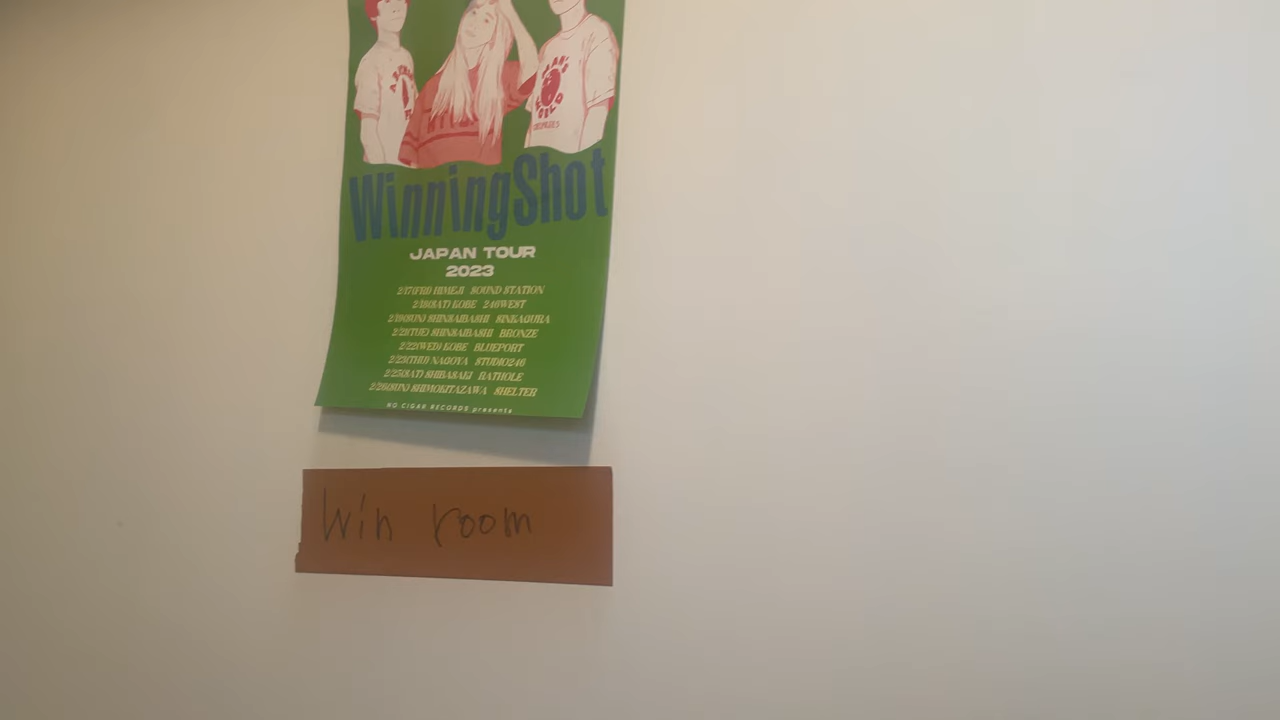 WinningShot
JAPAN TOUR
2023
2/17(FRI) HIMEJI SOUND STATION
2/18(SAT) KOBE 246WEST
2/19(SUN) SHINSAIBASHI SINKAGURA
2/21(TUE) SHINSAIBASHI BRONZE
2/22(WED) KOBE BLUEPORT
2/23(THU) NAGOYA STUDIO246
2/25(SAT) SHIBASAKI RATHOLE
2/26(SUN) SHIMOKITAZAWA SHELTER
NO CIGAR RECORDS presents
Win room